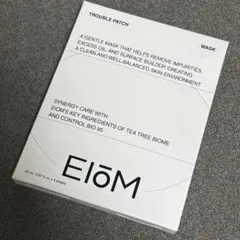 TROUBLE PATCH
MASK
A GENTLE MASK THAT HELPS REMOVE IMPURITIES,
EXCESS OIL, AND SURFACE BUILDUP, CREATING
A CLEAN AND WELL-BALANCED SKIN ENVIRONMENT
SYNERGY CARE WITH
EIOM'S KEY INGREDIENTS OF TEA TREE BIOME
AND CONTROL BIO 95
EIōM